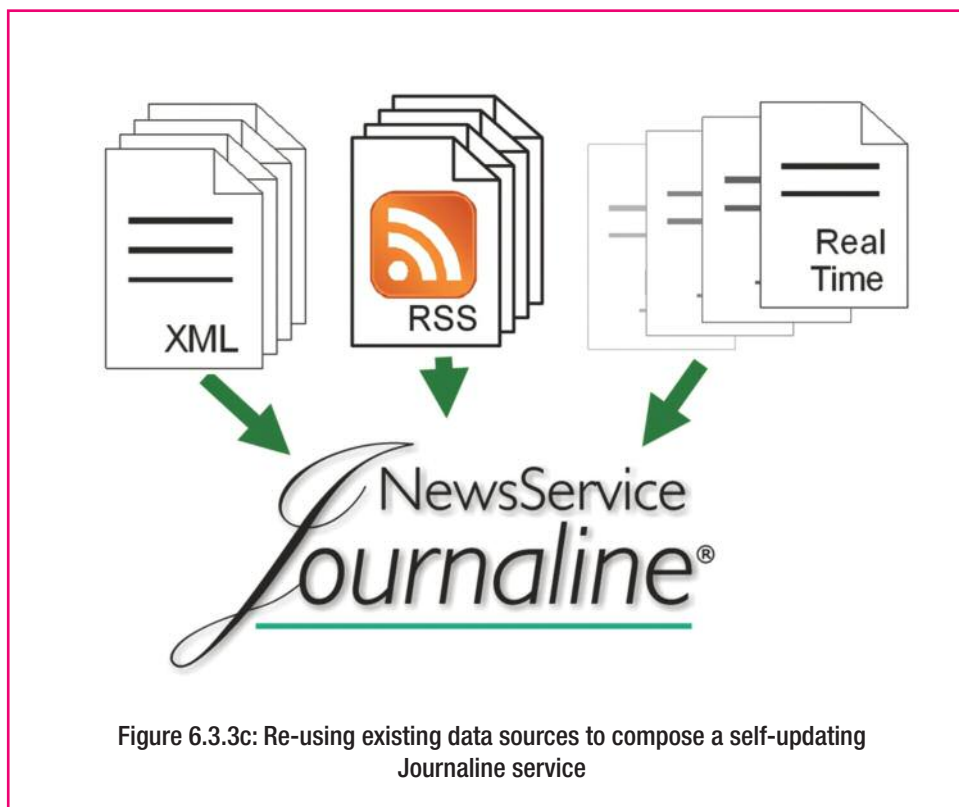 XML
RSS
Real
Time
NewsService
Journaline®
Figure 6.3.3c: Re-using existing data sources to compose a self-updating
Journaline service